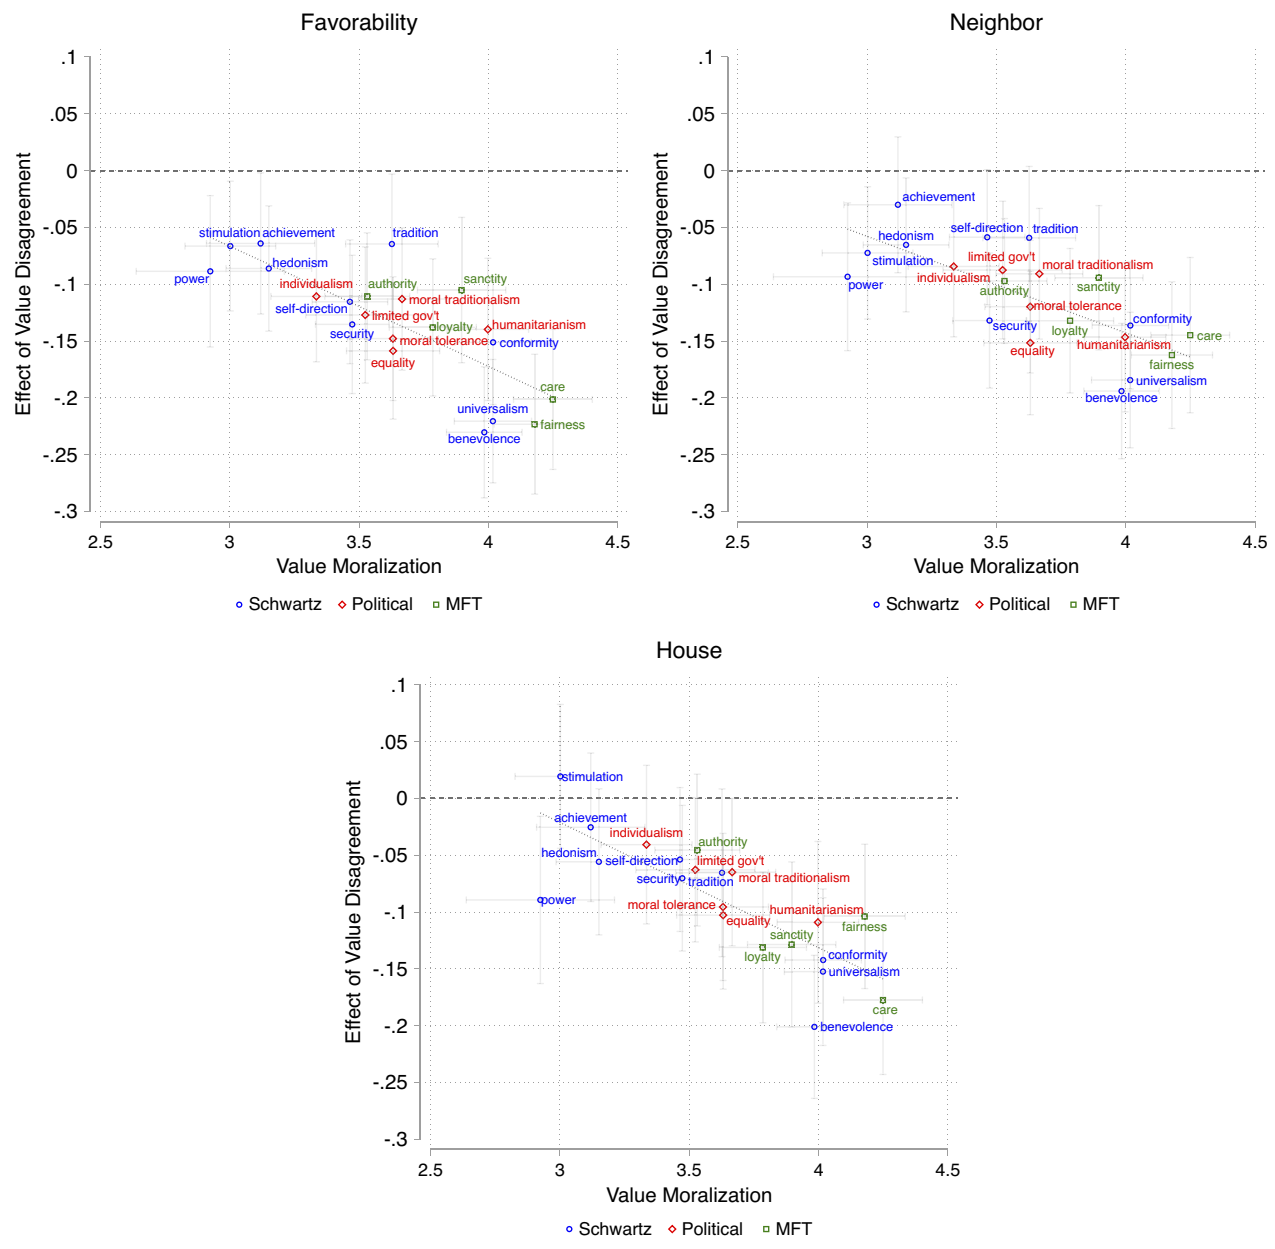 Favorability
.1
.05
0
-.05
-.1
-.15
-.2
-.25
-.3
Effect of Value Disagreement
stimulation
achievement
tradition
power
hedonism
individualism
authority
sanctity
self-direction
moral traditionalism
limited gov't
security
loyalty
humanitarianism
moral tolerance
conformity
equality
care
universalism
fairness
benevolence
2.5 3 3.5 4 4.5
Value Moralization
Schwartz Political MFT
Neighbor
.1
.05
0
-.05
-.1
-.15
-.2
-.25
-.3
Effect of Value Disagreement
achievement
hedonism
self-direction
tradition
stimulation
limited gov't
moral traditionalism
power
individualism
authority
sanctity
moral tolerance
security
loyalty
conformity
equality
humanitarianism
care
fairness
universalism
benevolence
2.5 3 3.5 4 4.5
Value Moralization
Schwartz Political MFT
House
.1
.05
0
-.05
-.1
-.15
-.2
-.25
-.3
Effect of Value Disagreement
stimulation
achievement
individualism
authority
hedonism
self-direction
limited gov't
security
tradition
moral traditionalism
power
moral tolerance
humanitarianism
equality
fairness
sanctity
loyalty
conformity
universalism
care
benevolence
2.5 3 3.5 4 4.5
Value Moralization
Schwartz Political MFT